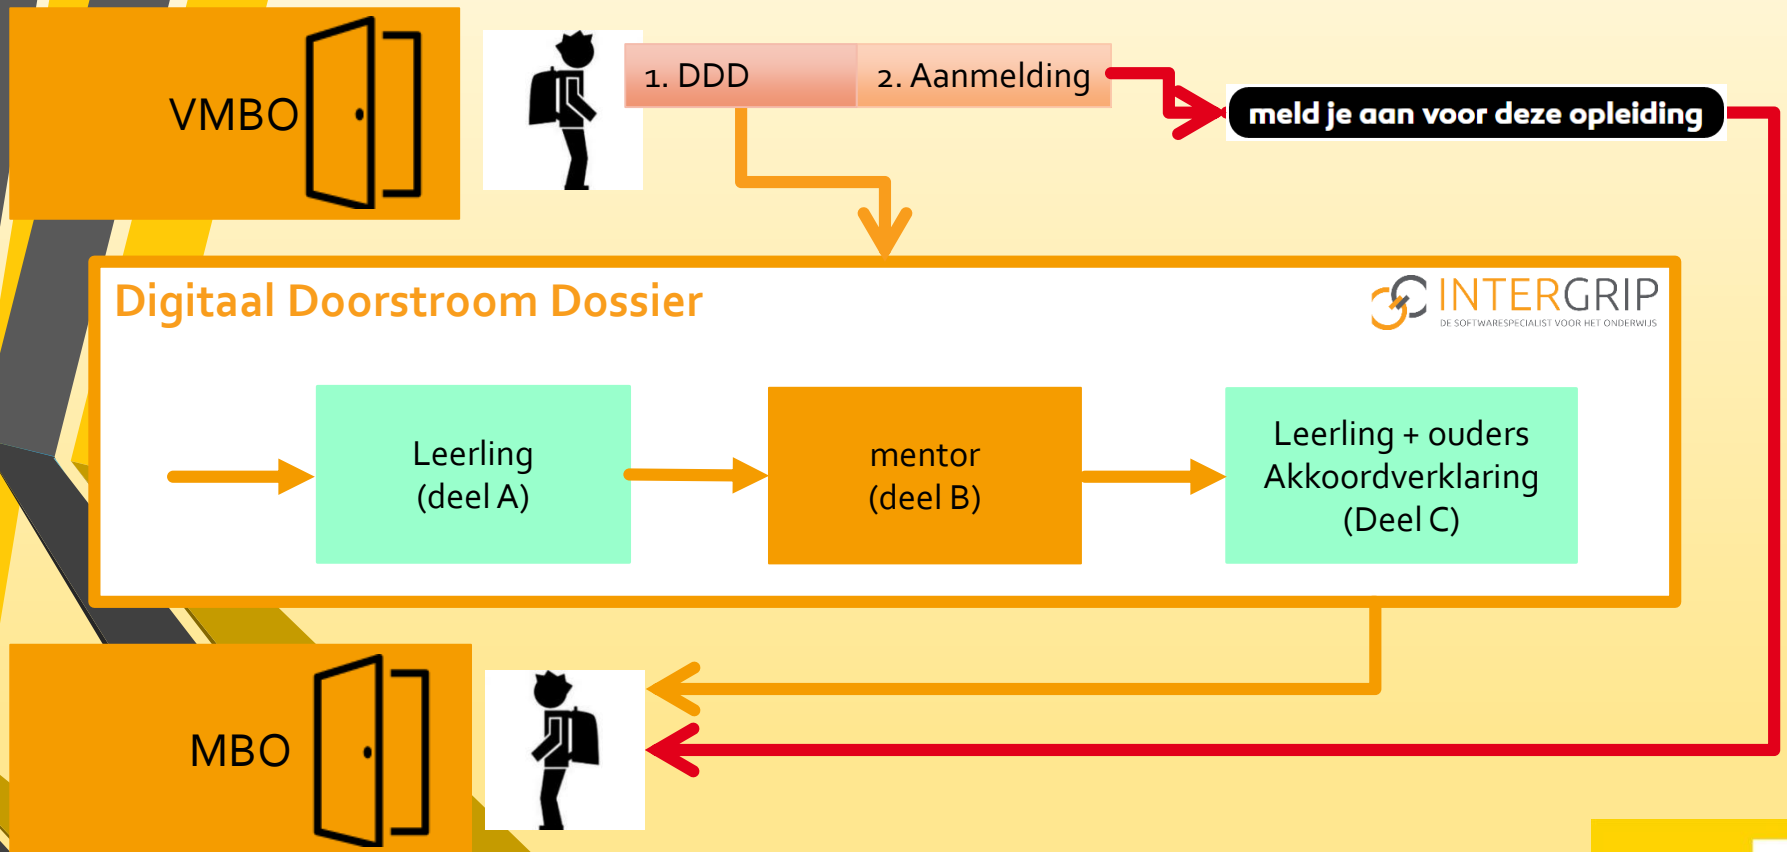 VMBO
1. DDD
2. Aanmelding
meld je aan voor deze opleiding
Digitaal Doorstroom Dossier
INTERGRIP
DE SOFTWARESPECIALIST VOOR HET ONDERWIJS
Leerling
(deel A)
mentor
(deel B)
Leerling + ouders
Akkoordverklaring
(Deel C)
MBO